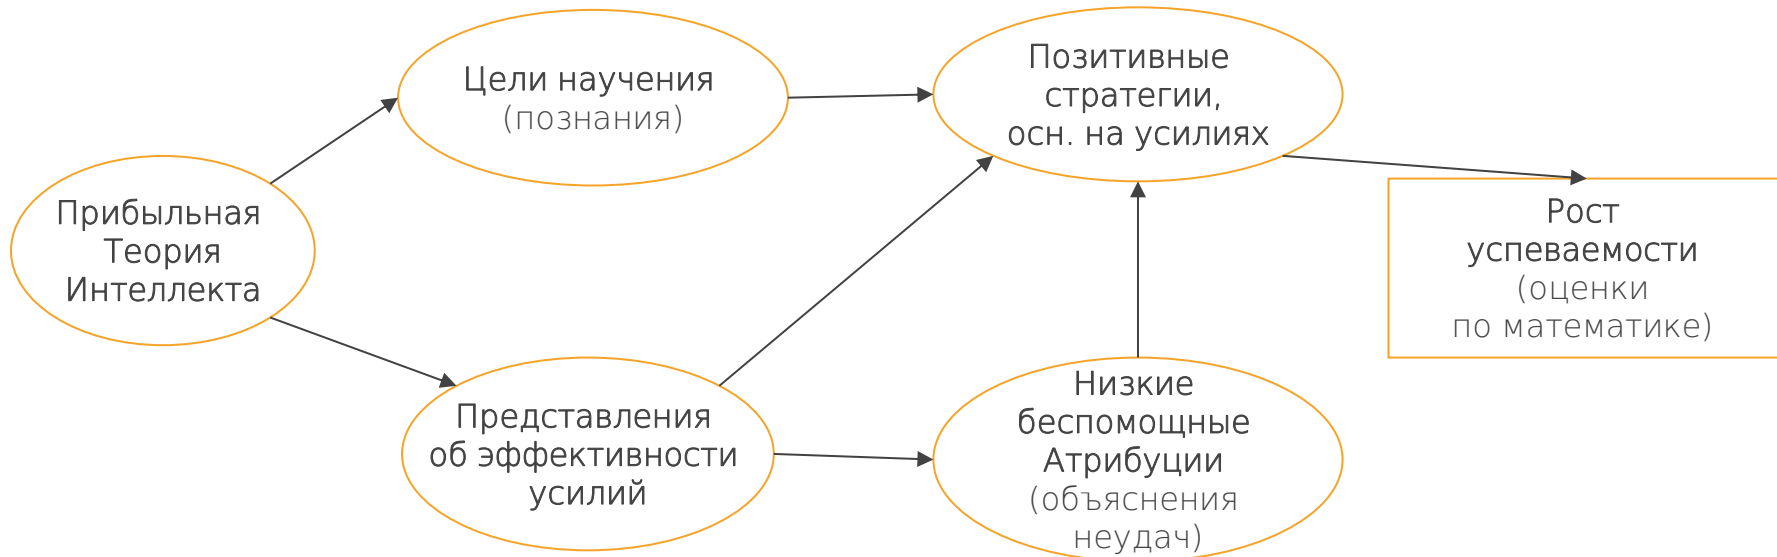 Цели научения
(познания)
Позитивные
стратегии,
осн. на усилиях
Прибыльная
Теория
Интеллекта
Рост
успеваемости
(оценки
по математике)
Представления
об эффективности
усилий
Низкие
беспомощные
Атрибуции
(объяснения
неудач)